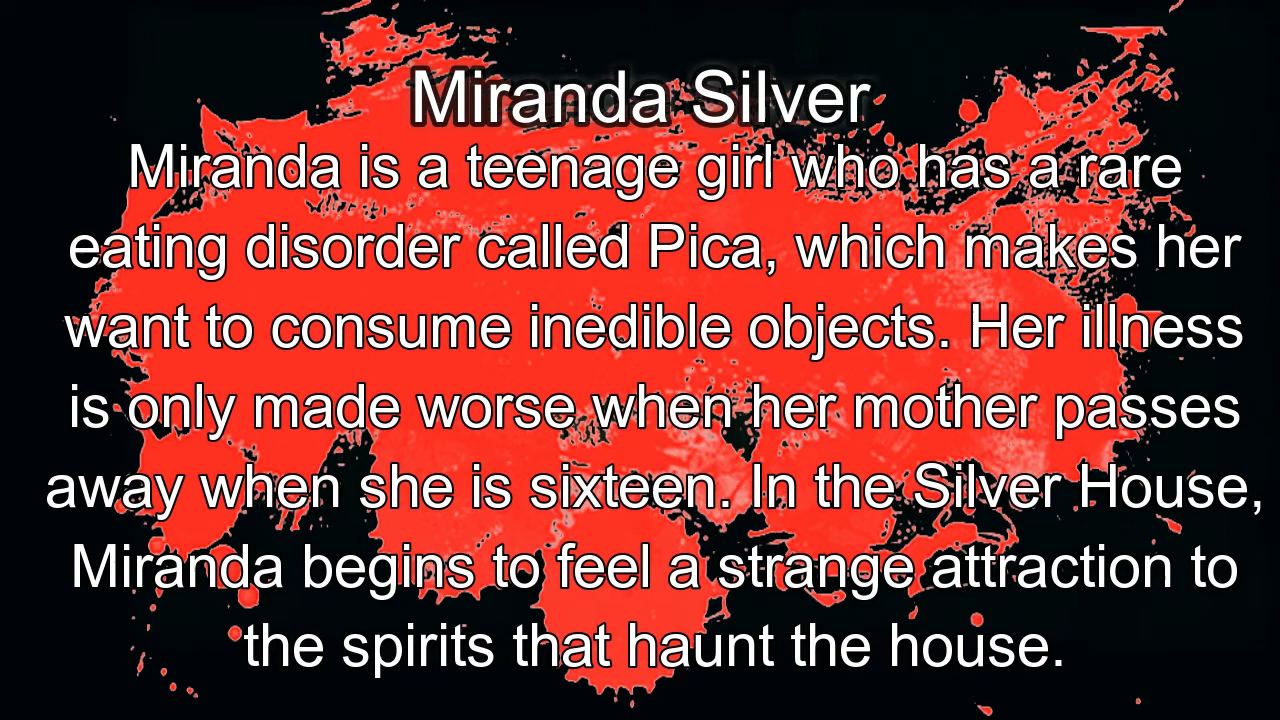 Miranda Silver
Miranda is a teenage girl who has a rare
eating disorder called Pica, which makes her
want to consume inedible objects. Her illness
is only made worse when her mother passes
away when she is sixteen. In the Silver House,
Miranda begins to feel a strange attraction to
the spirits that haunt the house.